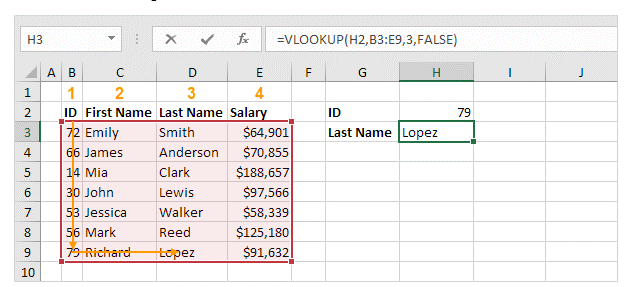 H3 fx =VLOOKUP(H2,B3:E9,3,FALSE)
A B C D E F G H I J
1 1 2 3 4
2 ID First Name Last Name Salary ID 79
3 72 Emily Smith $64,901 Last Name Lopez
4 66 James Anderson $70,855
5 14 Mia Clark $188,657
6 30 John Lewis $97,566
7 53 Jessica Walker $58,339
8 56 Mark Reed $125,180
9 79 Richard Lopez $91,632
10